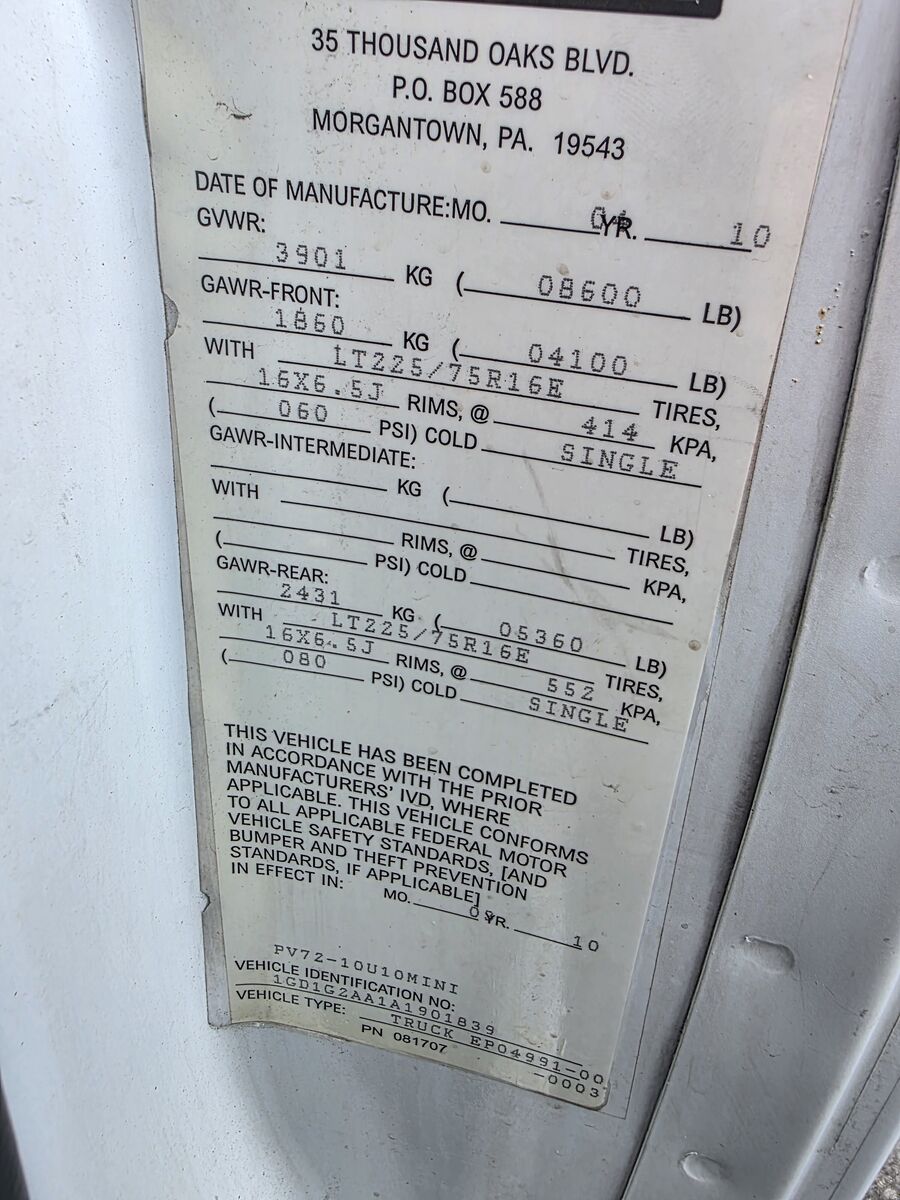 35 THOUSAND OAKS BLVD.
P.O. BOX 588
MORGANTOWN, PA. 19543
DATE OF MANUFACTURE:MO. YR. 10
GVWR:
3901 KG ( 08600 LB)
GAWR-FRONT:
1860 KG ( 04100 LB)
WITH LT225/75R16E TIRES,
16X6.5J RIMS, @ 414 KPA,
( 060 PSI) COLD SINGLE
GAWR-INTERMEDIATE:
KG ( LB)
WITH TIRES,
RIMS, @ KPA,
( PSI) COLD
GAWR-REAR:
2431 KG ( 05360 LB)
WITH LT225/75R16E TIRES,
16X6.5J RIMS, @ 552 KPA,
( 080 PSI) COLD SINGLE
THIS VEHICLE HAS BEEN COMPLETED
IN ACCORDANCE WITH THE PRIOR
MANUFACTURERS' IVD, WHERE
APPLICABLE. THIS VEHICLE CONFORMS
TO ALL APPLICABLE FEDERAL MOTOR
VEHICLE SAFETY STANDARDS, [AND
BUMPER AND THEFT PREVENTION
STANDARDS, IF APPLICABLE]
IN EFFECT IN: MO. YR. 10
PV72-10U10MINI
VEHICLE IDENTIFICATION NO:
1GD1G2AA1A1901839
VEHICLE TYPE: TRUCK EP04991-00
PN 081707 -0003